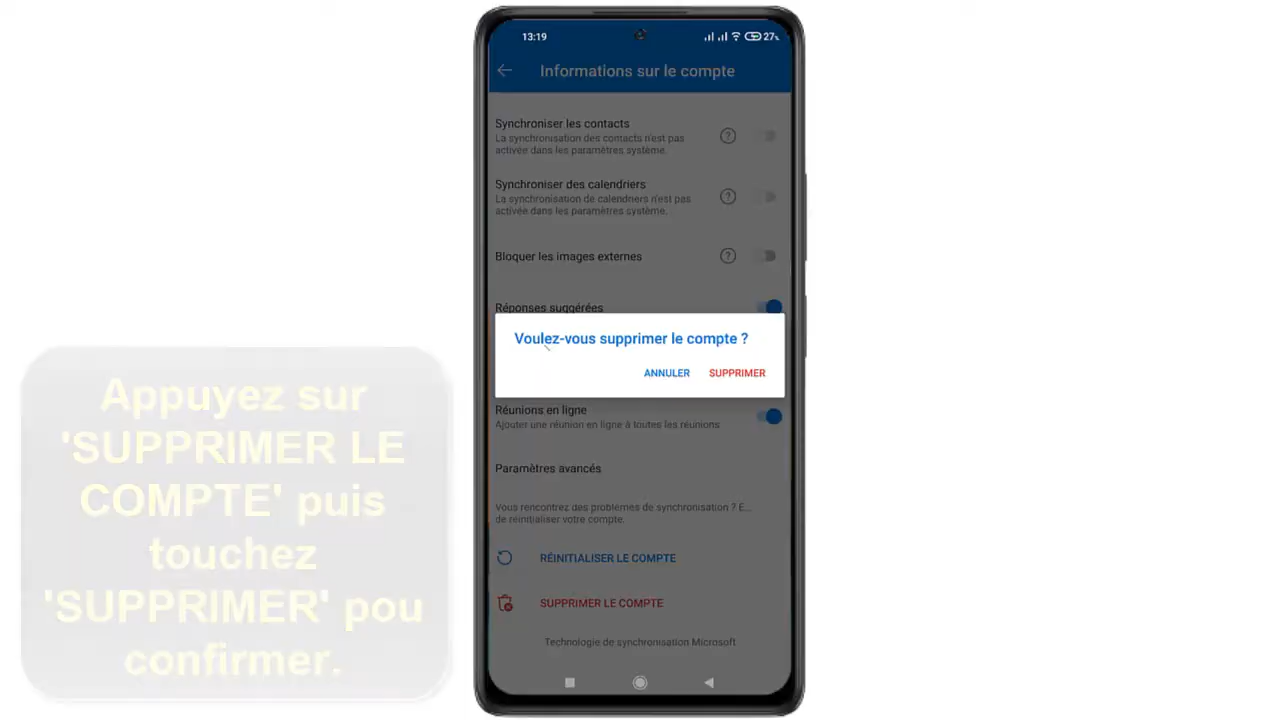 13:19
27%
Informations sur le compte
Synchroniser les contacts
La synchronisation des contacts n'est pas
activée dans les paramètres système.
?
Synchroniser des calendriers
La synchronisation de calendriers n'est pas
activée dans les paramètres système.
?
Bloquer les images externes
?
Réponses suggérées
Voulez-vous supprimer le compte ?
ANNULER
SUPPRIMER
Réunions en ligne
Ajouter une réunion en ligne à toutes les réunions
Paramètres avancés
Vous rencontrez des problèmes de synchronisation ? E...
de réinitialiser votre compte.
RÉINITIALISER LE COMPTE
SUPPRIMER LE COMPTE
Technologie de synchronisation Microsoft
Appuyez sur
'SUPPRIMER LE
COMPTE' puis
touchez
'SUPPRIMER' pou
confirmer.